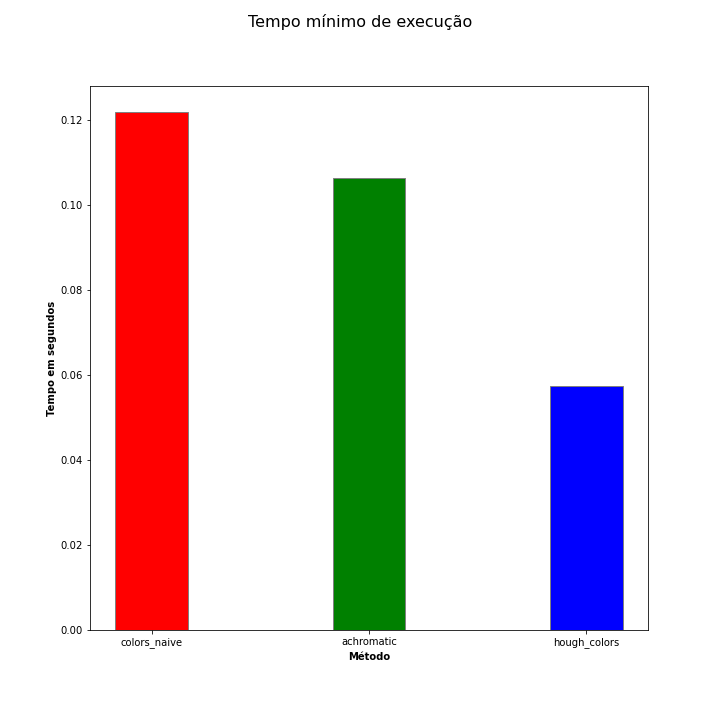 Tempo mínimo de execução
0.12
0.10
0.08
0.06
0.04
0.02
0.00
Tempo em segundos
colors_naive
achromatic
hough_colors
Método